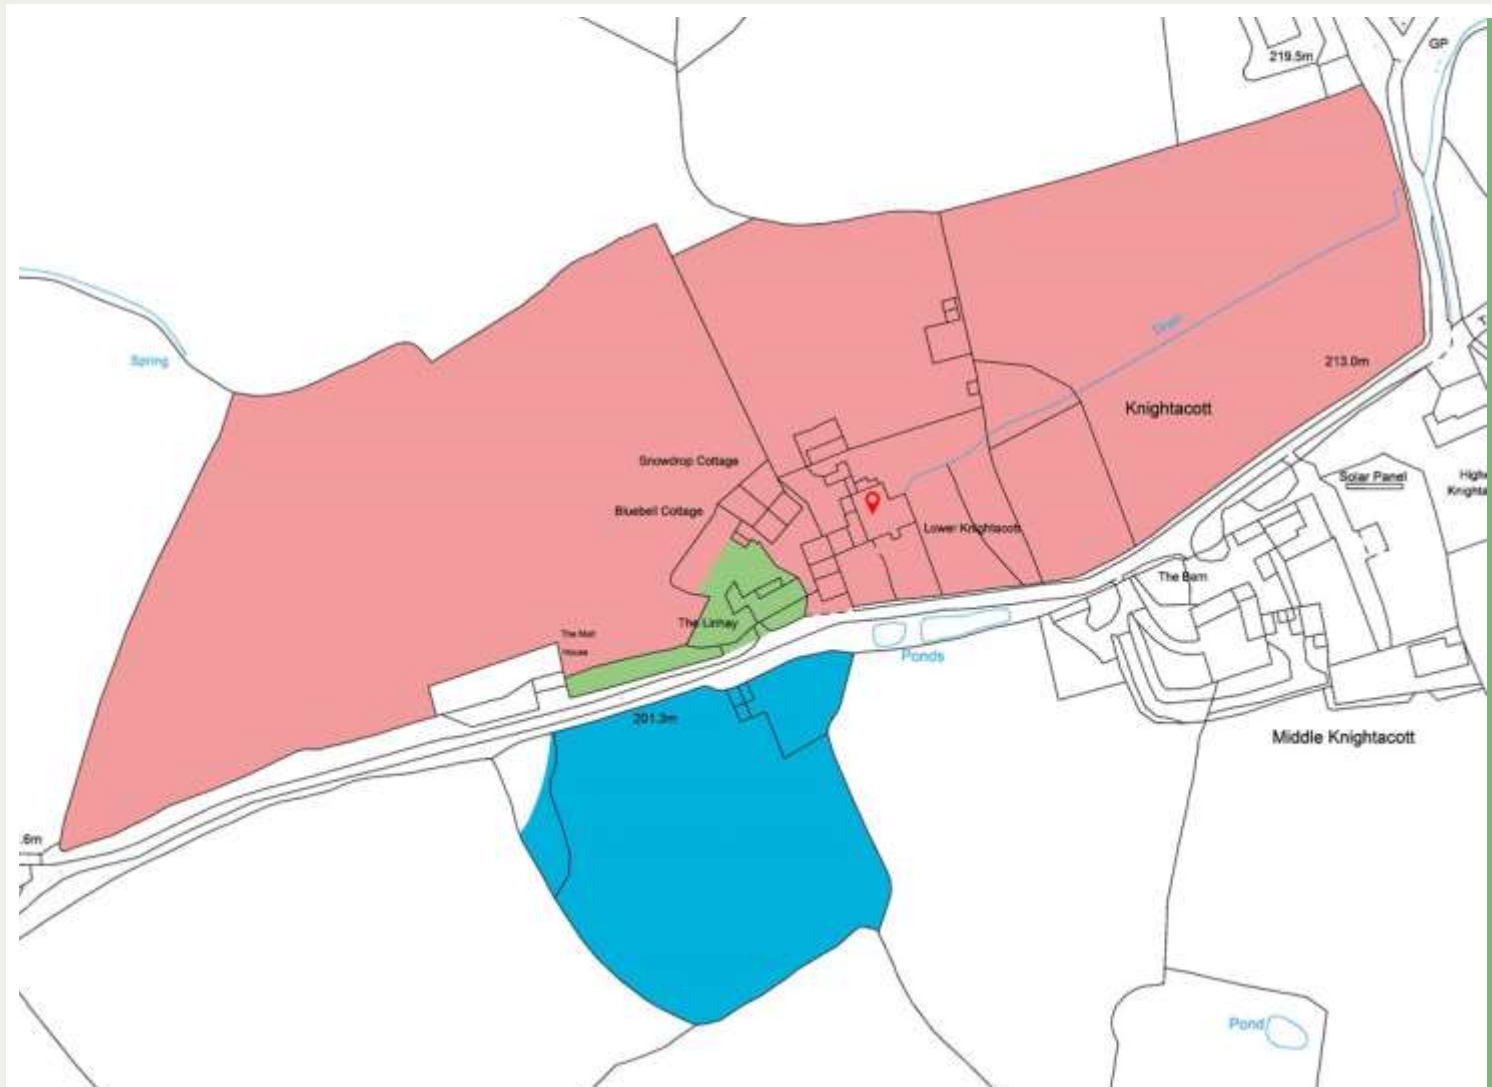 GP
219.5m
Spring
Drain
213.0m
Knightacott
Snowdrop Cottage
Solar Panel
Bluebell Cottage
Lower Knightacott
The Barn
The Linhay
The Malt
House
Ponds
201.3m
Middle Knightacott
.6m
Pond